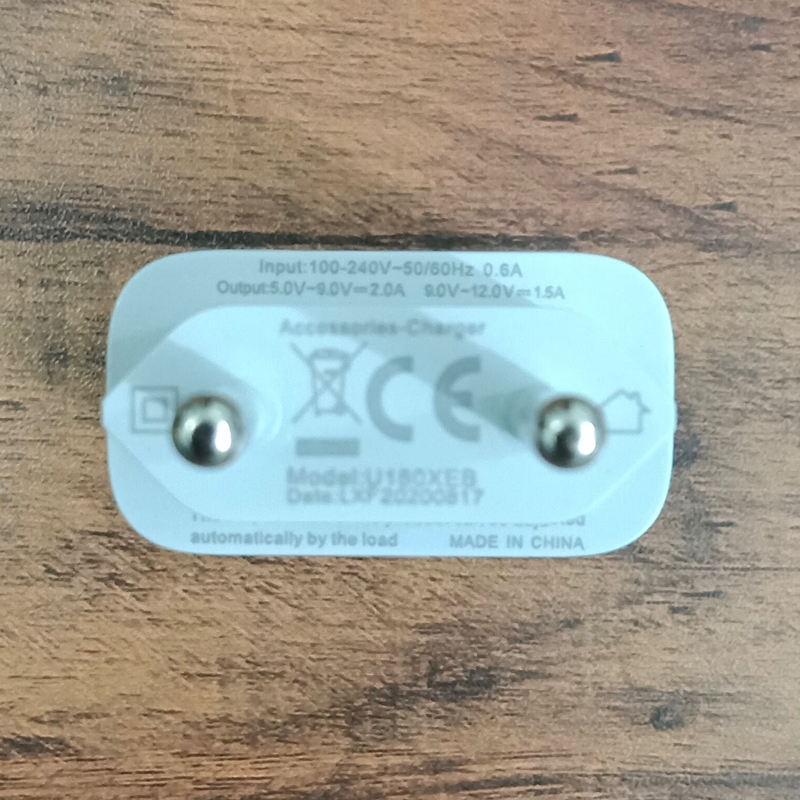 Input:100-240V~50/60Hz 0.6A
Output:5.0V-9.0V⎓2.0A 9.0V-12.0V⎓1.5A
Accessories-Charger
CE
Model:U180XEB
Date:LXF20200817
automatically by the load MADE IN CHINA